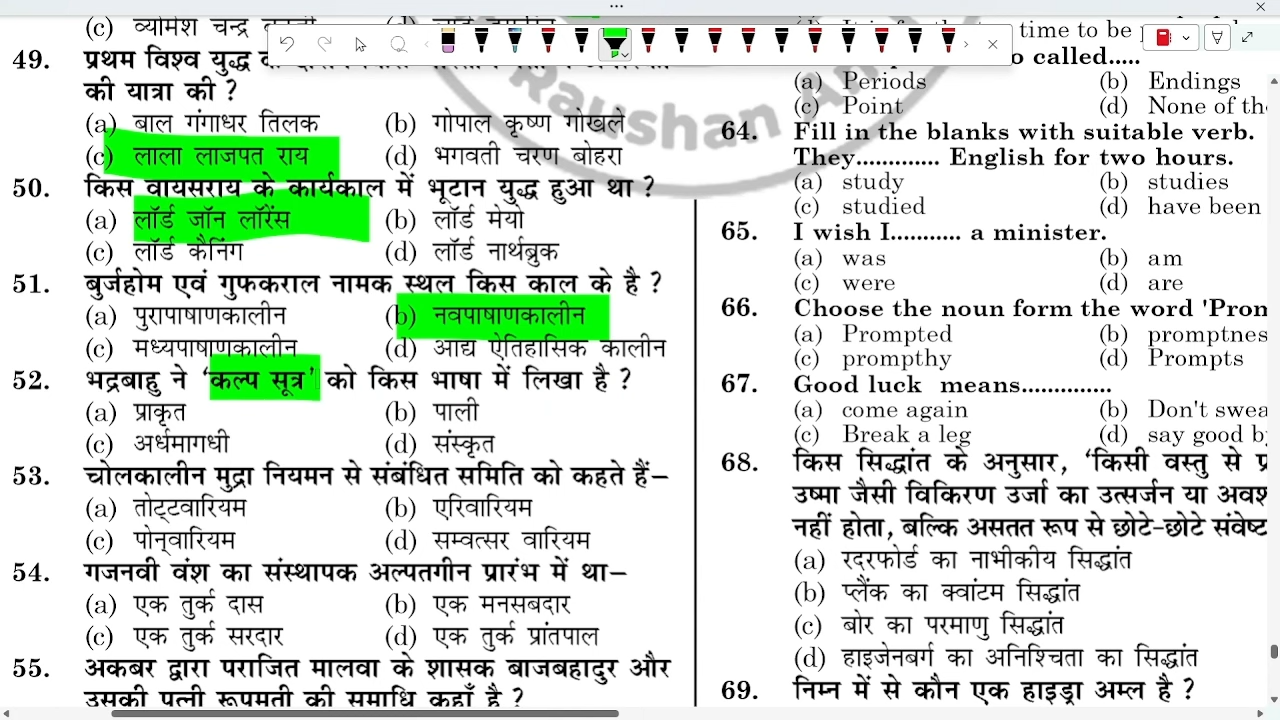 (c) व्योमेश चन्द्र
49. प्रथम विश्व युद्ध
की यात्रा की ?
(a) बाल गंगाधर तिलक (b) गोपाल कृष्ण गोखले
(c) लाला लाजपत राय (d) भगवती चरण बोहरा
50. किस वायसराय के कार्यकाल में भूटान युद्ध हुआ था ?
(a) लॉर्ड जॉन लॉरेंस (b) लॉर्ड मेयो
(c) लॉर्ड कैनिंग (d) लॉर्ड नार्थब्रुक
51. बुर्जहोम एवं गुफकराल नामक स्थल किस काल के है ?
(a) पुरापाषाणकालीन (b) नवपाषाणकालीन
(c) मध्यपाषाणकालीन (d) आद्य ऐतिहासिक कालीन
52. भद्रबाहु ने ‘कल्प सूत्र’ को किस भाषा में लिखा है ?
(a) प्राकृत (b) पाली
(c) अर्धमागधी (d) संस्कृत
53. चोलकालीन मुद्रा नियमन से संबंधित समिति को कहते हैं–
(a) तोट्टवारियम (b) एरिवारियम
(c) पोन्‌वारियम (d) सम्वत्सर वारियम
54. गजनवी वंश का संस्थापक अल्पतगीन प्रारंभ में था–
(a) एक तुर्क दास (b) एक मनसबदार
(c) एक तुर्क सरदार (d) एक तुर्क प्रांतपाल
55. अकबर द्वारा पराजित मालवा के शासक बाजबहादुर और
उसकी पत्नी रूपमती की समाधि कहाँ है ?
Raushan An
time to be
called.....
(a) Periods (b) Endings
(c) Point (d) None of th
64. Fill in the blanks with suitable verb.
They............. English for two hours.
(a) study (b) studies
(c) studied (d) have been
65. I wish I........... a minister.
(a) was (b) am
(c) were (d) are
66. Choose the noun form the word 'Prom
(a) Prompted (b) promptnes
(c) prompthy (d) Prompts
67. Good luck means..............
(a) come again (b) Don't swea
(c) Break a leg (d) say good b
68. किस सिद्धांत के अनुसार, ‘किसी वस्तु से प्र
उष्मा जैसी विकिरण उर्जा का उत्सर्जन या अवश
नहीं होता, बल्कि असतत रूप से छोटे-छोटे संवेष्ट
(a) रदरफोर्ड का नाभीकीय सिद्धांत
(b) प्लैंक का क्वांटम सिद्धांत
(c) बोर का परमाणु सिद्धांत
(d) हाइजेनबर्ग का अनिश्चिता का सिद्धांत
69. निम्न में से कौन एक हाइड्रा अम्ल है ?